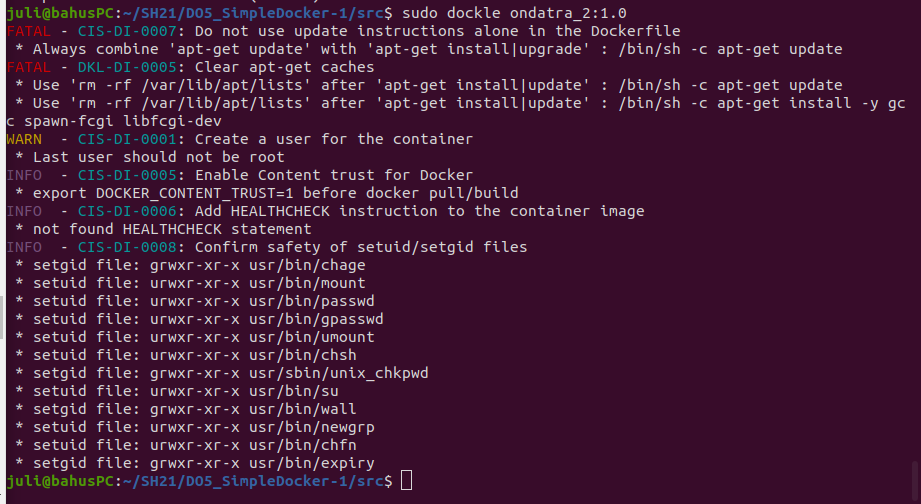 juli@bahusPC:~/SH21/DO5_SimpleDocker-1/src$ sudo dockle ondatra_2:1.0
FATAL - CIS-DI-0007: Do not use update instructions alone in the Dockerfile
* Always combine 'apt-get update' with 'apt-get install|upgrade' : /bin/sh -c apt-get update
FATAL - DKL-DI-0005: Clear apt-get caches
* Use 'rm -rf /var/lib/apt/lists' after 'apt-get install|update' : /bin/sh -c apt-get update
* Use 'rm -rf /var/lib/apt/lists' after 'apt-get install|update' : /bin/sh -c apt-get install -y gc
c spawn-fcgi libfcgi-dev
WARN - CIS-DI-0001: Create a user for the container
* Last user should not be root
INFO - CIS-DI-0005: Enable Content trust for Docker
* export DOCKER_CONTENT_TRUST=1 before docker pull/build
INFO - CIS-DI-0006: Add HEALTHCHECK instruction to the container image
* not found HEALTHCHECK statement
INFO - CIS-DI-0008: Confirm safety of setuid/setgid files
* setgid file: grwxr-xr-x usr/bin/chage
* setuid file: urwxr-xr-x usr/bin/mount
* setuid file: urwxr-xr-x usr/bin/passwd
* setuid file: urwxr-xr-x usr/bin/gpasswd
* setuid file: urwxr-xr-x usr/bin/umount
* setuid file: urwxr-xr-x usr/bin/chsh
* setgid file: grwxr-xr-x usr/sbin/unix_chkpwd
* setuid file: urwxr-xr-x usr/bin/su
* setgid file: grwxr-xr-x usr/bin/wall
* setuid file: urwxr-xr-x usr/bin/newgrp
* setuid file: urwxr-xr-x usr/bin/chfn
* setgid file: grwxr-xr-x usr/bin/expiry
juli@bahusPC:~/SH21/DO5_SimpleDocker-1/src$